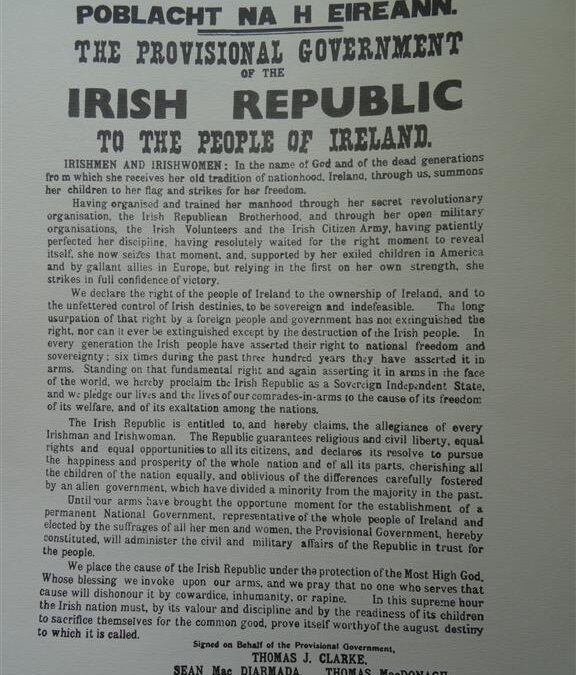 POBLACHT NA H EIREANN.
THE PROVISIONAL GOVERNMENT
OF THE
IRISH REPUBLIC
TO THE PEOPLE OF IRELAND.
IRISHMEN AND IRISHWOMEN : In the name of God and of the dead generations
from which she receives her old tradition of nationhood, Ireland, through us, summons
her children to her flag and strikes for her freedom.
Having organised and trained her manhood through her secret revolutionary
organisation, the Irish Republican Brotherhood, and through her open military
organisations, the Irish Volunteers and the Irish Citizen Army, having patiently
perfected her discipline, having resolutely waited for the right moment to reveal
itself, she now seizes that moment, and, supported by her exiled children in America
and by gallant allies in Europe, but relying in the first on her own strength, she
strikes in full confidence of victory.
We declare the right of the people of Ireland to the ownership of Ireland, and to
the unfettered control of Irish destinies, to be sovereign and indefeasible. The long
usurpation of that right by a foreign people and government has not extinguished the
right, nor can it ever be extinguished except by the destruction of the Irish people. In
every generation the Irish people have asserted their right to national freedom and
sovereignty ; six times during the past three hundred years they have asserted it in
arms. Standing on that fundamental right and again asserting it in arms in the face
of the world, we hereby proclaim the Irish Republic as a Sovereign Independent State,
and we pledge our lives and the lives of our comrades-in-arms to the cause of its freedom,
of its welfare, and of its exaltation among the nations.
The Irish Republic is entitled to, and hereby claims, the allegiance of every
Irishman and Irishwoman. The Republic guarantees religious and civil liberty, equal
rights and equal opportunities to all its citizens, and declares its resolve to pursue
the happiness and prosperity of the whole nation and of all its parts, cherishing all
the children of the nation equally, and oblivious of the differences carefully fostered
by an alien government, which have divided a minority from the majority in the past.
Until our arms have brought the opportune moment for the establishment of a
permanent National Government, representative of the whole people of Ireland and
elected by the suffrages of all her men and women, the Provisional Government, hereby
constituted, will administer the civil and military affairs of the Republic in trust for
the people.
We place the cause of the Irish Republic under the protection of the Most High God,
Whose blessing we invoke upon our arms, and we pray that no one who serves that
cause will dishonour it by cowardice, inhumanity, or rapine. In this supreme hour
the Irish nation must, by its valour and discipline and by the readiness of its children
to sacrifice themselves for the common good, prove itself worthy of the august destiny
to which it is called.
Signed on Behalf of the Provisional Government,
THOMAS J. CLARKE,
SEAN Mac DIARMADA, THOMAS MacDONAGH